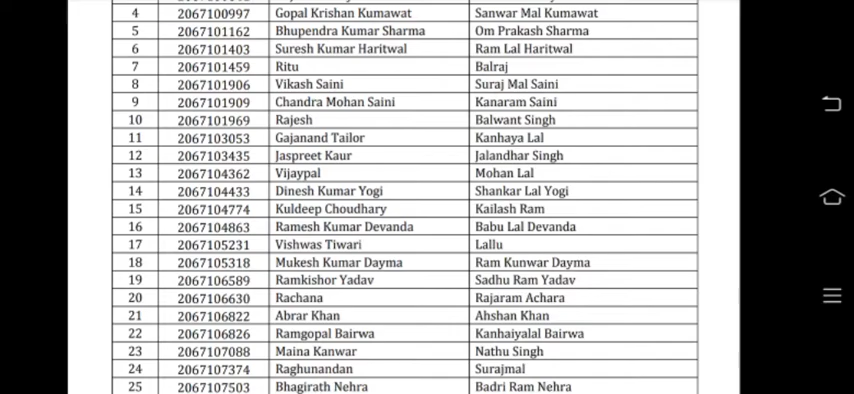 4 2067100997 Gopal Krishan Kumawat Sanwar Mal Kumawat
5 2067101162 Bhupendra Kumar Sharma Om Prakash Sharma
6 2067101403 Suresh Kumar Haritwal Ram Lal Haritwal
7 2067101459 Ritu Balraj
8 2067101906 Vikash Saini Suraj Mal Saini
9 2067101909 Chandra Mohan Saini Kanaram Saini
10 2067101969 Rajesh Balwant Singh
11 2067103053 Gajanand Tailor Kanhaya Lal
12 2067103435 Jaspreet Kaur Jalandhar Singh
13 2067104362 Vijaypal Mohan Lal
14 2067104433 Dinesh Kumar Yogi Shankar Lal Yogi
15 2067104774 Kuldeep Choudhary Kailash Ram
16 2067104863 Ramesh Kumar Devanda Babu Lal Devanda
17 2067105231 Vishwas Tiwari Lallu
18 2067105318 Mukesh Kumar Dayma Ram Kunwar Dayma
19 2067106589 Ramkishor Yadav Sadhu Ram Yadav
20 2067106630 Rachana Rajaram Achara
21 2067106822 Abrar Khan Ahshan Khan
22 2067106826 Ramgopal Bairwa Kanhaiyalal Bairwa
23 2067107088 Maina Kanwar Nathu Singh
24 2067107374 Raghunandan Surajmal
25 2067107503 Bhagirath Nehra Badri Ram Nehra